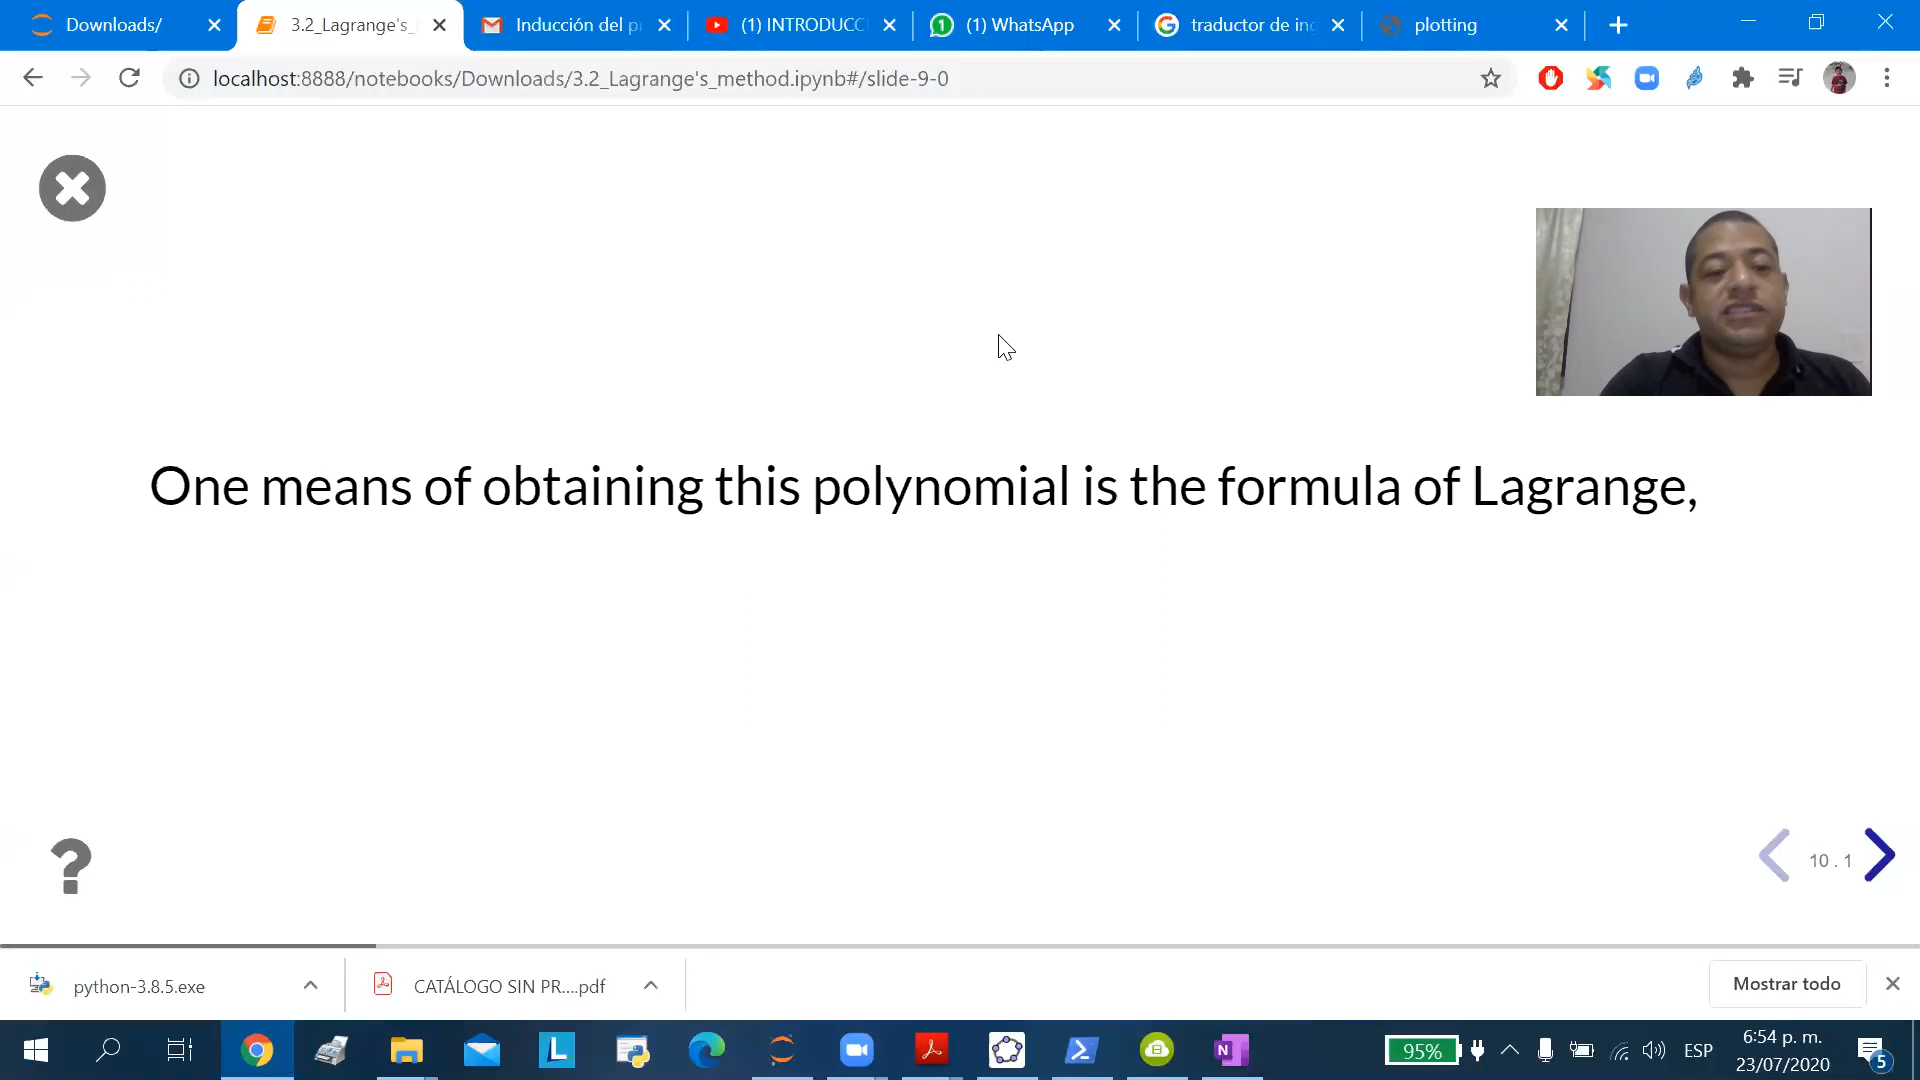 Downloads/
3.2_Lagrange's_
Inducción del p
(1) INTRODUCC
(1) WhatsApp
traductor de in
plotting
localhost:8888/notebooks/Downloads/3.2_Lagrange's_method.ipynb#/slide-9-0
One means of obtaining this polynomial is the formula of Lagrange,
?
10 . 1
python-3.8.5.exe
CATÁLOGO SIN PR....pdf
Mostrar todo
95%
ESP
6:54 p. m.
23/07/2020
5